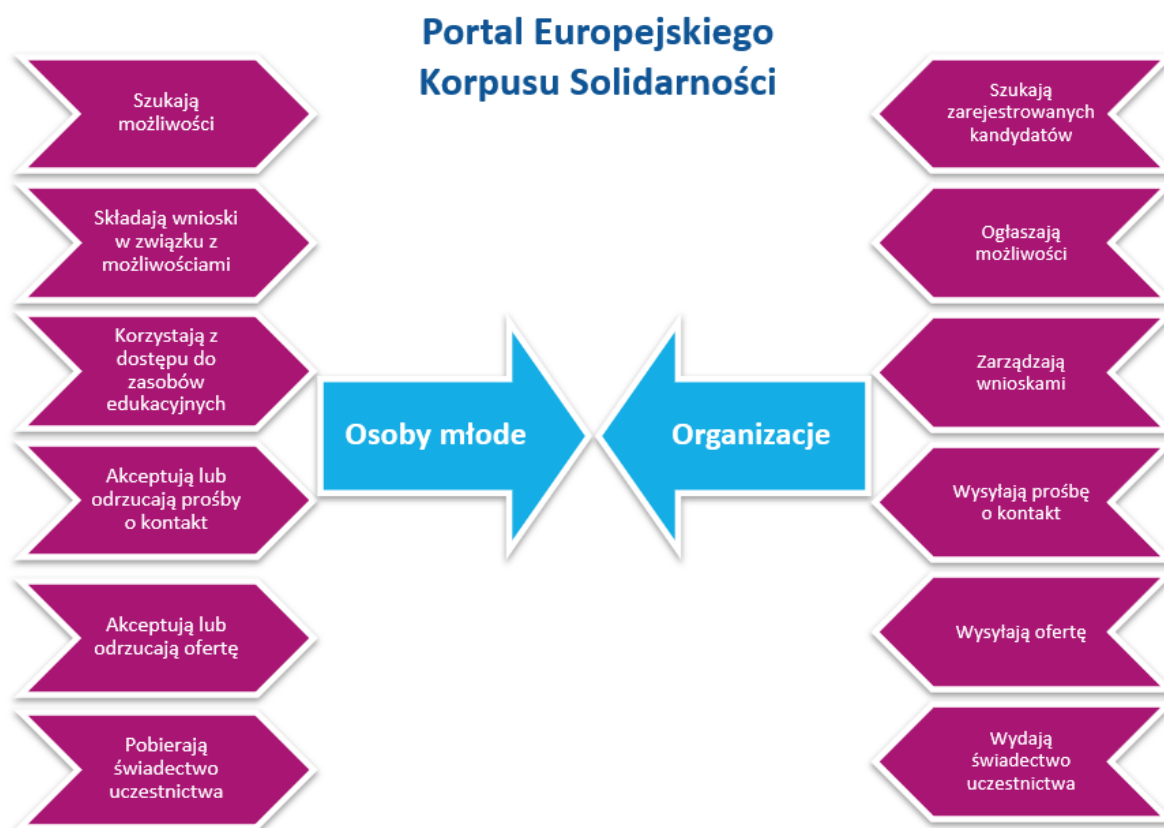 Portal Europejskiego
Korpusu Solidarności
Szukają
możliwości
Składają wnioski
w związku z
możliwościami
Korzystają z
dostępu do
zasobów
edukacyjnych
Akceptują lub
odrzucają prośby
o kontakt
Akceptują lub
odrzucają ofertę
Pobierają
świadectwo
uczestnictwa
Osoby młode
Organizacje
Szukają
zarejestrowanych
kandydatów
Ogłaszają
możliwości
Zarządzają
wnioskami
Wysyłają prośbę
o kontakt
Wysyłają ofertę
Wydają
świadectwo
uczestnictwa